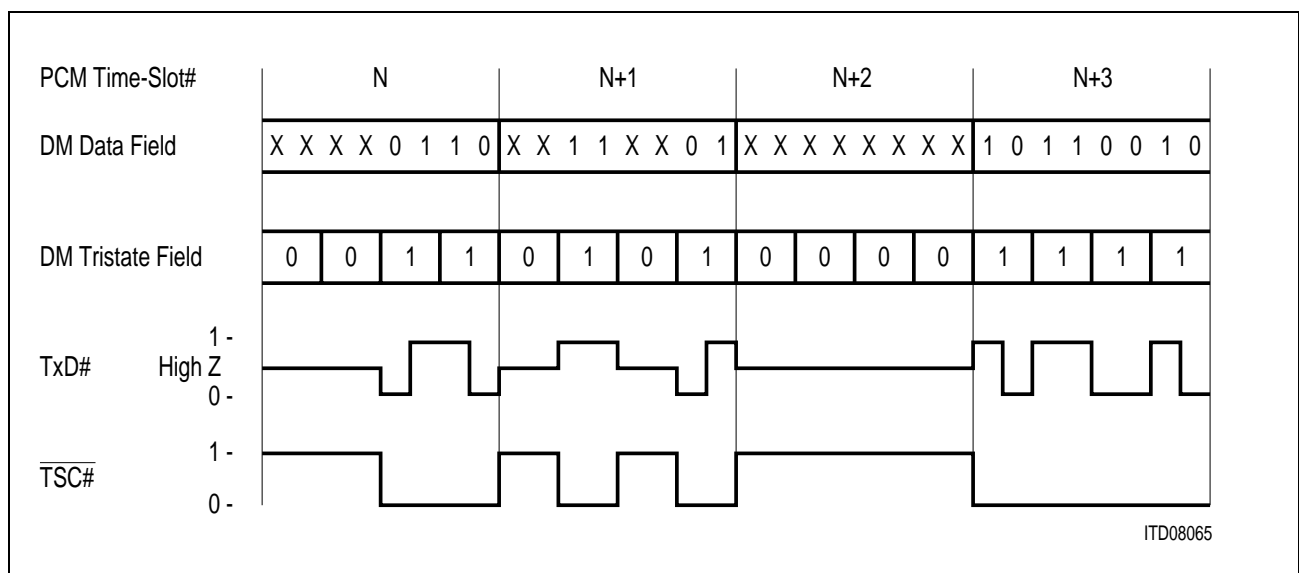 PCM Time-Slot# N N+1 N+2 N+3
DM Data Field X X X X 0 1 1 0 X X 1 1 X X 0 1 X X X X X X X X 1 0 1 1 0 0 1 0
DM Tristate Field 0 0 1 1 0 1 0 1 0 0 0 0 1 1 1 1
1 -
TxD# High Z
0 -
1 -
TSC#
0 -
ITD08065